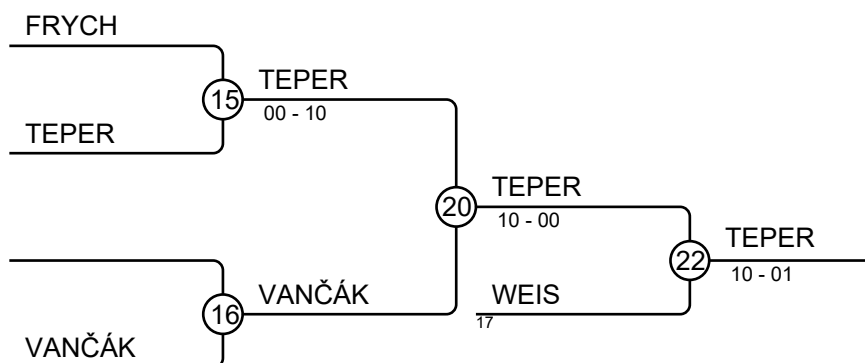 FRYCH
15
TEPER
00 - 10
TEPER
20
TEPER
10 - 00
22
TEPER
10 - 01
16
VANČÁK
WEIS
17
VANČÁK